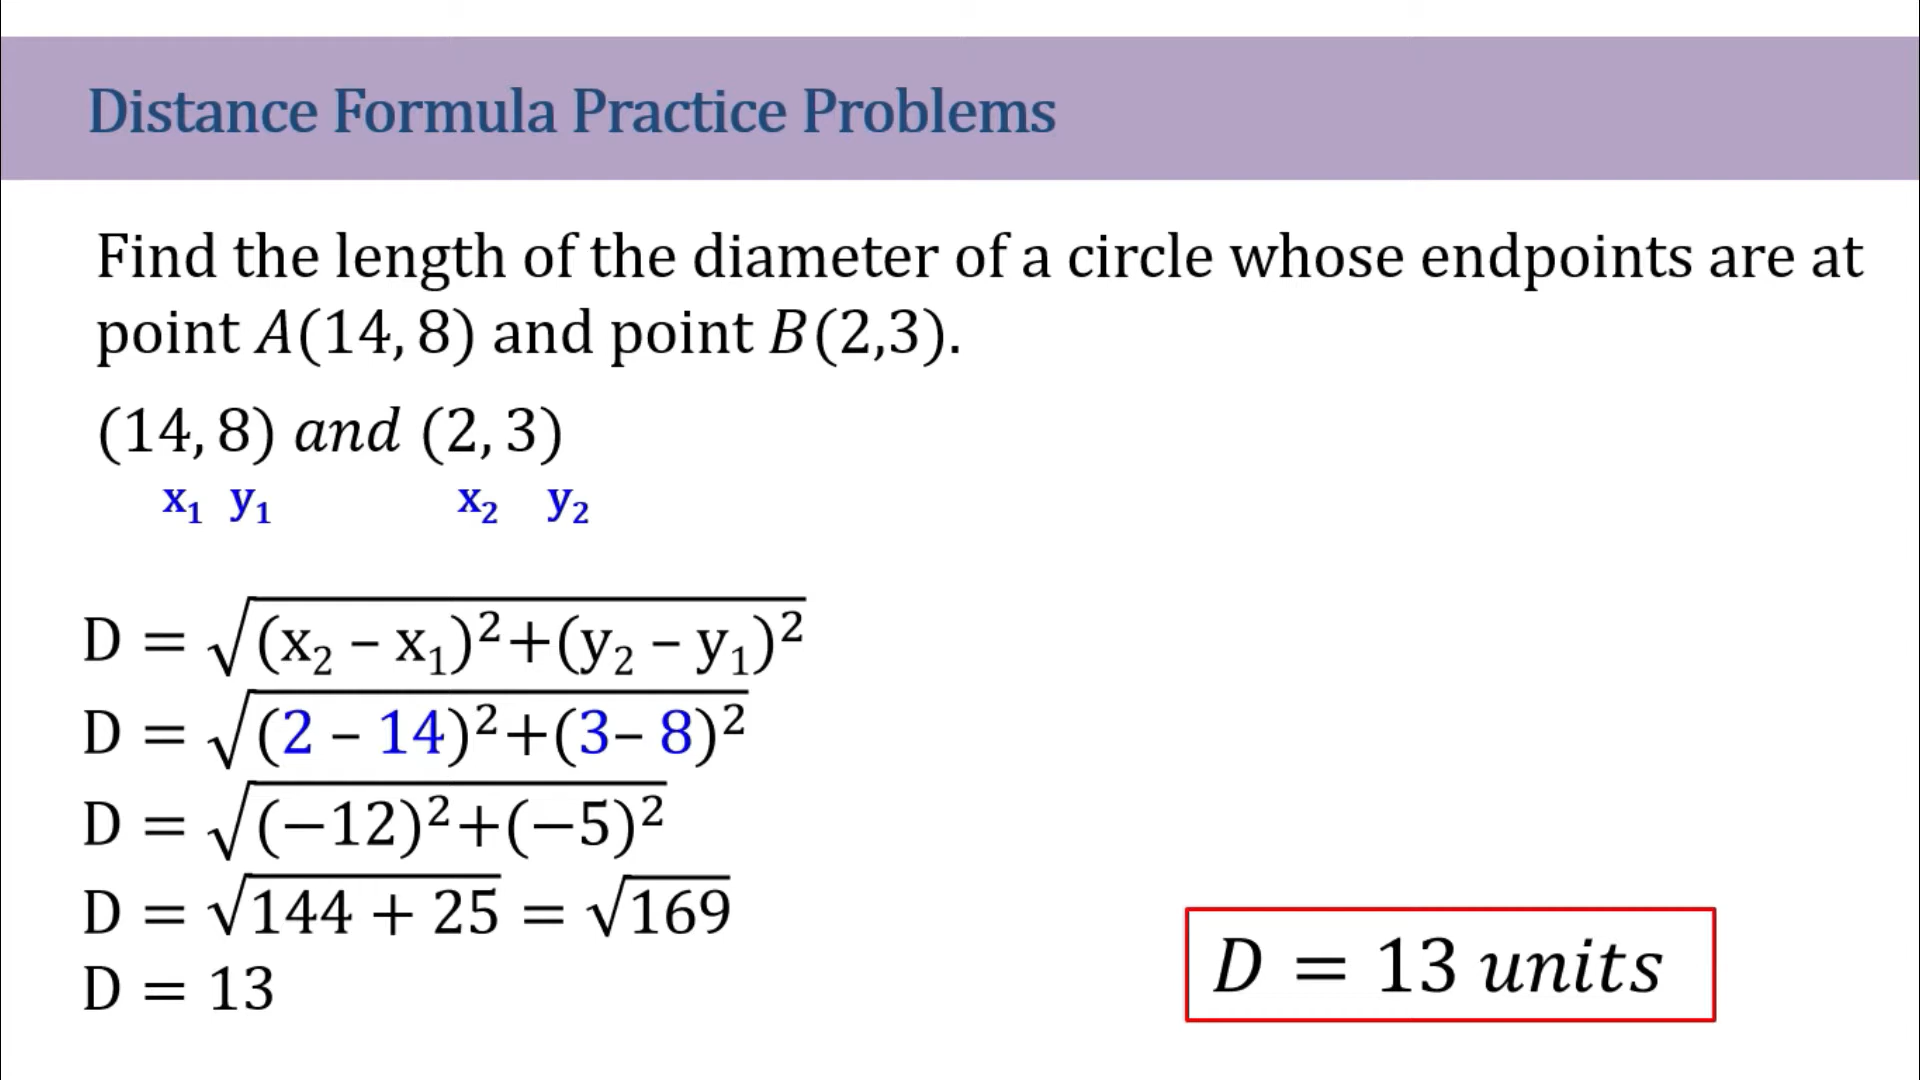 Distance Formula Practice Problems
Find the length of the diameter of a circle whose endpoints are at
point A(14, 8) and point B(2,3).
(14, 8) and (2, 3)
x₁ y₁ x₂ y₂
D = √(x₂ – x₁)²+(y₂ – y₁)²
D = √(2 – 14)²+(3– 8)²
D = √(−12)²+(−5)²
D = √144 + 25 = √169
D = 13
D = 13 units